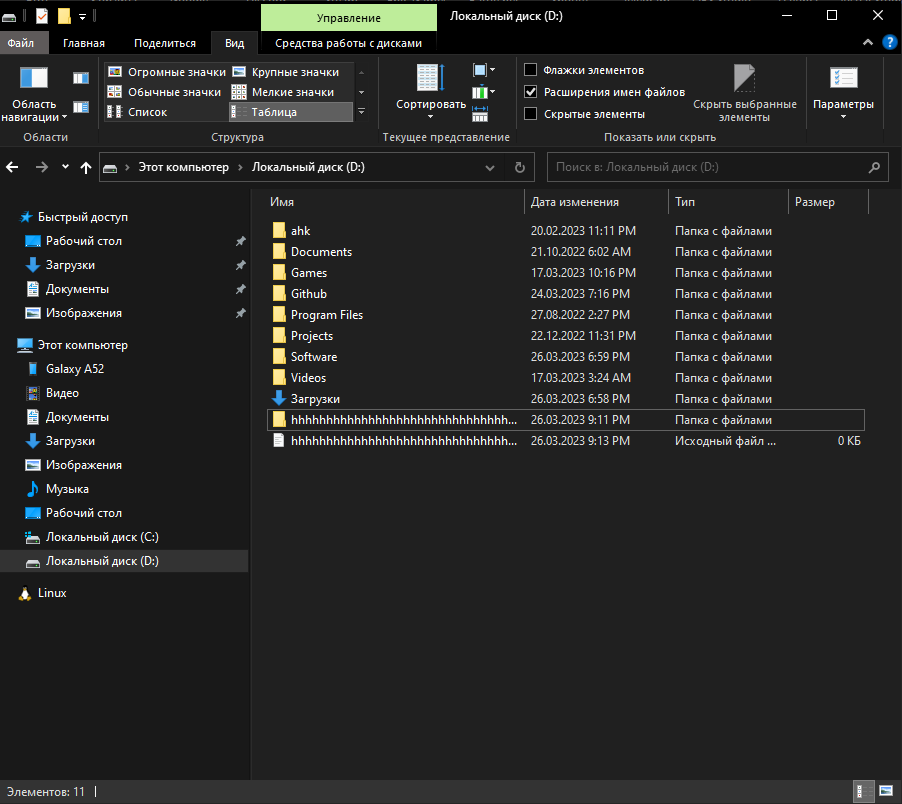 Управление
Локальный диск (D:)
Файл
Главная
Поделиться
Вид
Средства работы с дисками
?
Область навигации
Огромные значки
Крупные значки
Обычные значки
Мелкие значки
Список
Таблица
Сортировать
Флажки элементов
Расширения имен файлов
Скрытые элементы
Скрыть выбранные элементы
Параметры
Области
Структура
Текущее представление
Показать или скрыть
Этот компьютер
Локальный диск (D:)
Поиск в: Локальный диск (D:)
Имя
Дата изменения
Тип
Размер
Быстрый доступ
Рабочий стол
Загрузки
Документы
Изображения
Этот компьютер
Galaxy A52
Видео
Документы
Загрузки
Изображения
Музыка
Рабочий стол
Локальный диск (C:)
Локальный диск (D:)
Linux
ahk 20.02.2023 11:11 PM Папка с файлами
Documents 21.10.2022 6:02 AM Папка с файлами
Games 17.03.2023 10:16 PM Папка с файлами
Github 24.03.2023 7:16 PM Папка с файлами
Program Files 27.08.2022 2:27 PM Папка с файлами
Projects 22.12.2022 11:31 PM Папка с файлами
Software 26.03.2023 6:59 PM Папка с файлами
Videos 17.03.2023 3:24 AM Папка с файлами
Загрузки 26.03.2023 6:58 PM Папка с файлами
hhhhhhhhhhhhhhhhhhhhhhhhhhhhhhh... 26.03.2023 9:11 PM Папка с файлами
hhhhhhhhhhhhhhhhhhhhhhhhhhhhhhh... 26.03.2023 9:13 PM Исходный файл ... 0 КБ
Элементов: 11